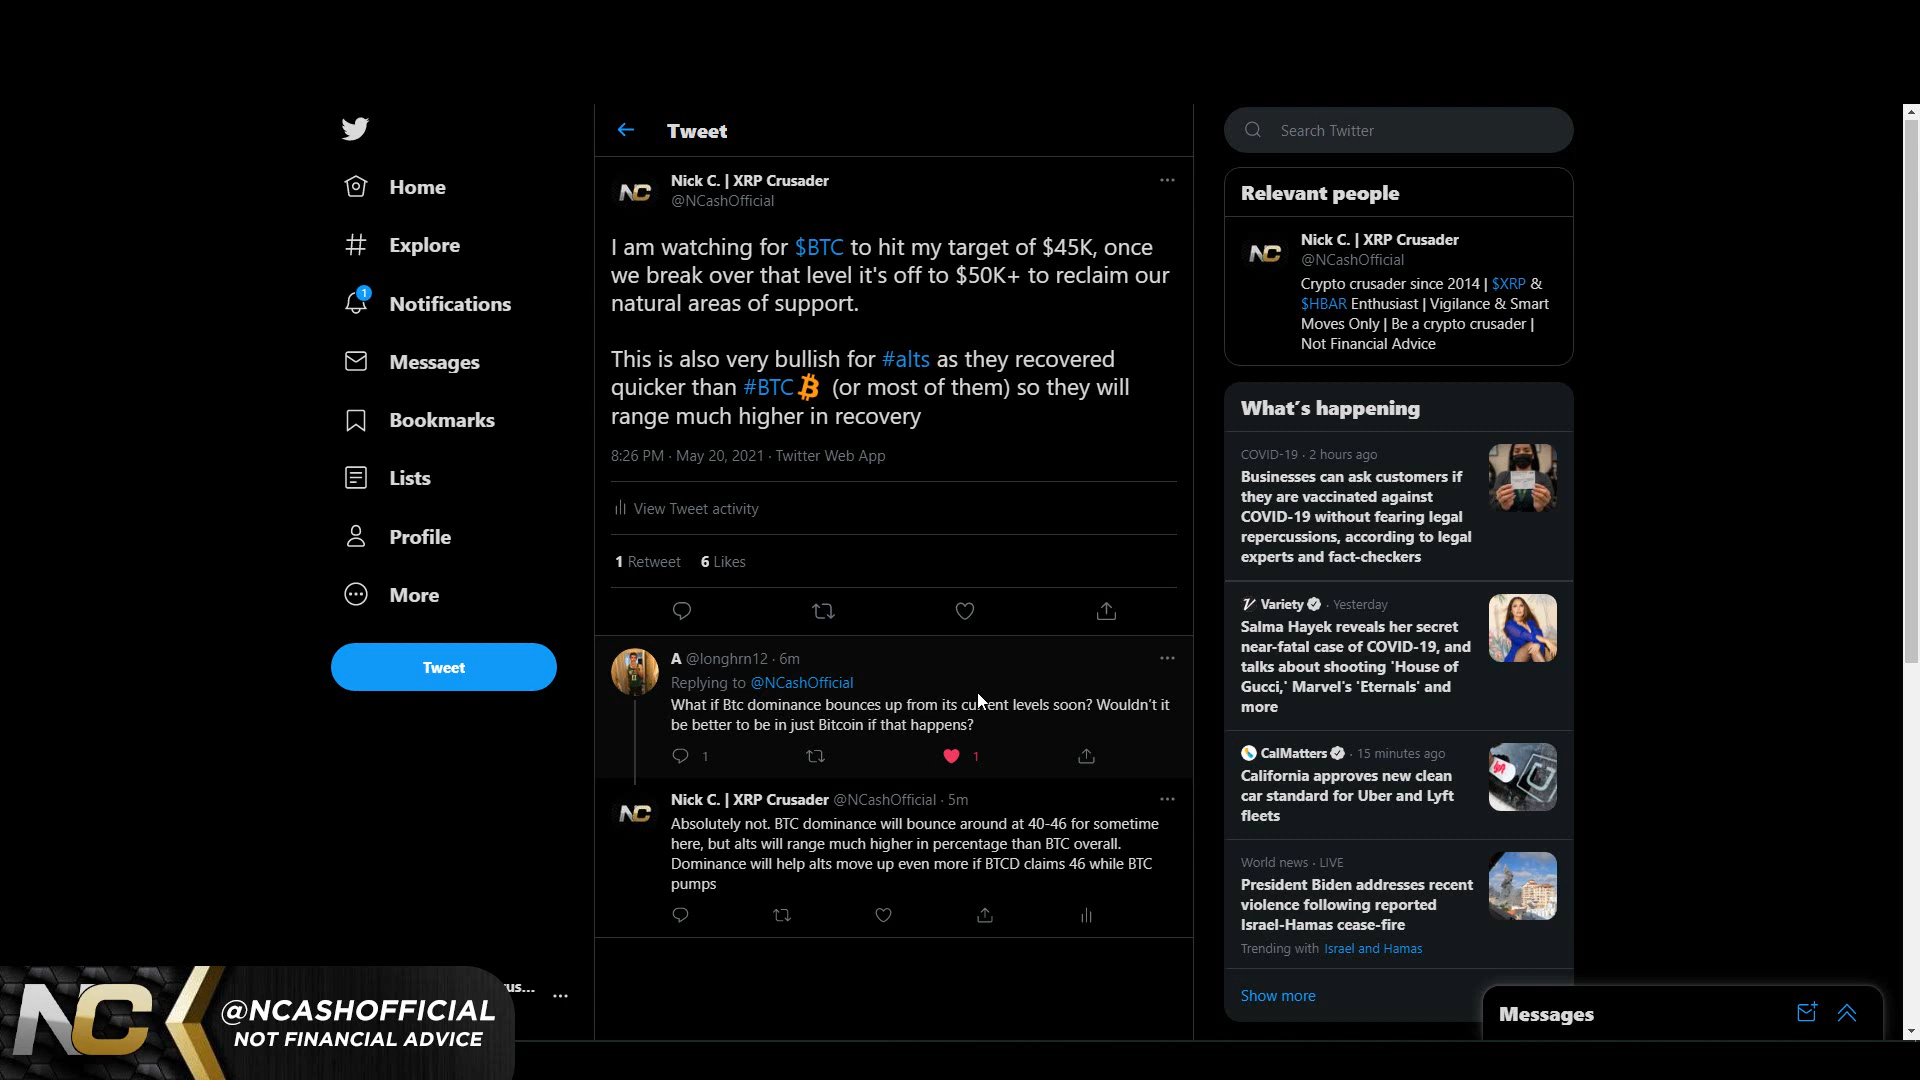 Home
Explore
1
Notifications
Messages
Bookmarks
Lists
Profile
More
Tweet
Tweet
NC
Nick C. | XRP Crusader
@NCashOfficial
I am watching for $BTC to hit my target of $45K, once
we break over that level it's off to $50K+ to reclaim our
natural areas of support.
This is also very bullish for #alts as they recovered
quicker than #BTC (or most of them) so they will
range much higher in recovery
8:26 PM · May 20, 2021 · Twitter Web App
View Tweet activity
1 Retweet 6 Likes
A @longhrn12 · 6m
Replying to @NCashOfficial
What if Btc dominance bounces up from its current levels soon? Wouldn't it
be better to be in just Bitcoin if that happens?
1 1
NC
Nick C. | XRP Crusader @NCashOfficial · 5m
Absolutely not. BTC dominance will bounce around at 40-46 for sometime
here, but alts will range much higher in percentage than BTC overall.
Dominance will help alts move up even more if BTCD claims 46 while BTC
pumps
Search Twitter
Relevant people
NC
Nick C. | XRP Crusader
@NCashOfficial
Crypto crusader since 2014 | $XRP &
$HBAR Enthusiast | Vigilance & Smart
Moves Only | Be a crypto crusader |
Not Financial Advice
What's happening
COVID-19 · 2 hours ago
Businesses can ask customers if
they are vaccinated against
COVID-19 without fearing legal
repercussions, according to legal
experts and fact-checkers
Variety · Yesterday
Salma Hayek reveals her secret
near-fatal case of COVID-19, and
talks about shooting 'House of
Gucci,' Marvel's 'Eternals' and
more
CalMatters · 15 minutes ago
California approves new clean
car standard for Uber and Lyft
fleets
World news · LIVE
President Biden addresses recent
violence following reported
Israel-Hamas cease-fire
Trending with Israel and Hamas
Show more
Messages
NC
@NCASHOFFICIAL
NOT FINANCIAL ADVICE
rus...